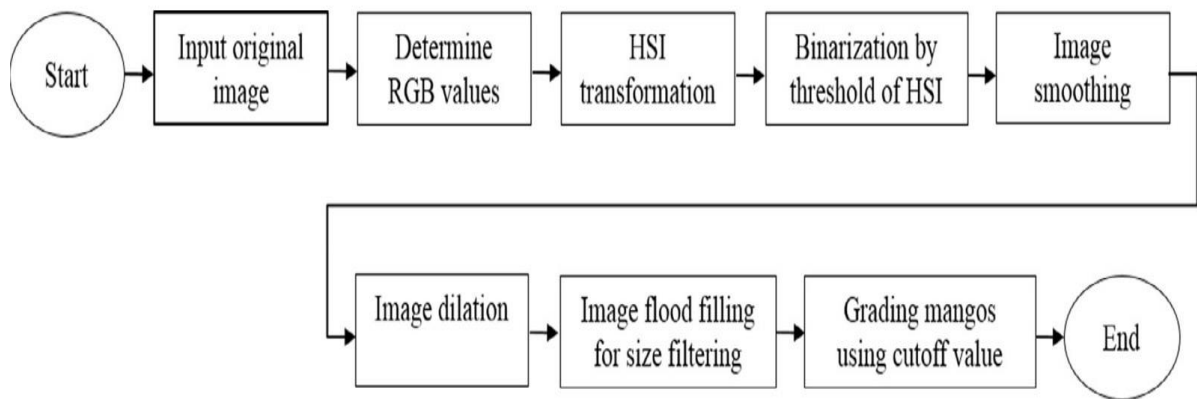 Start
Input original
image
Determine
RGB values
HSI
transformation
Binarization by
threshold of HSI
Image
smoothing
Image dilation
Image flood filling
for size filtering
Grading mangos
using cutoff value
End